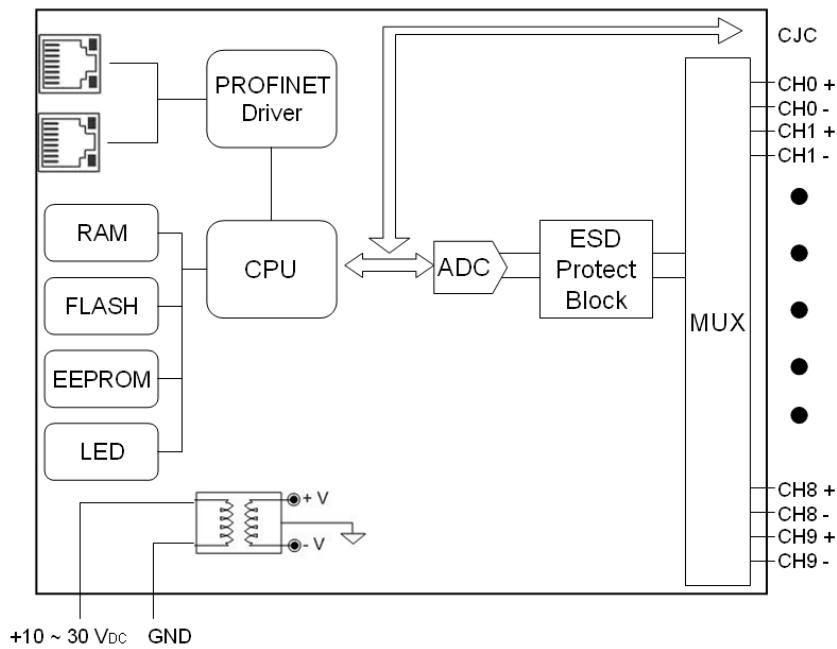 CJC
PROFINET
Driver
CH0 +
CH0 -
CH1 +
CH1 -
RAM
CPU
ADC
ESD
Protect
Block
FLASH
MUX
EEPROM
LED
CH8 +
CH8 -
CH9 +
CH9 -
+ V
- V
+10 ~ 30 VDC GND